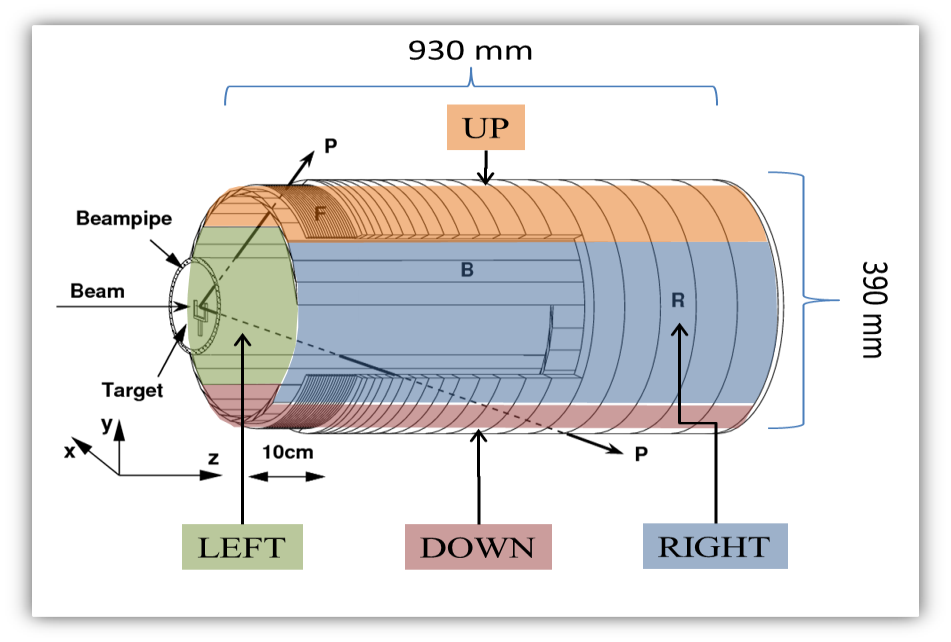 930 mm
UP
P
F
Beampipe
B
Beam
R
390 mm
Target
y
x
z
10cm
P
LEFT
DOWN
RIGHT